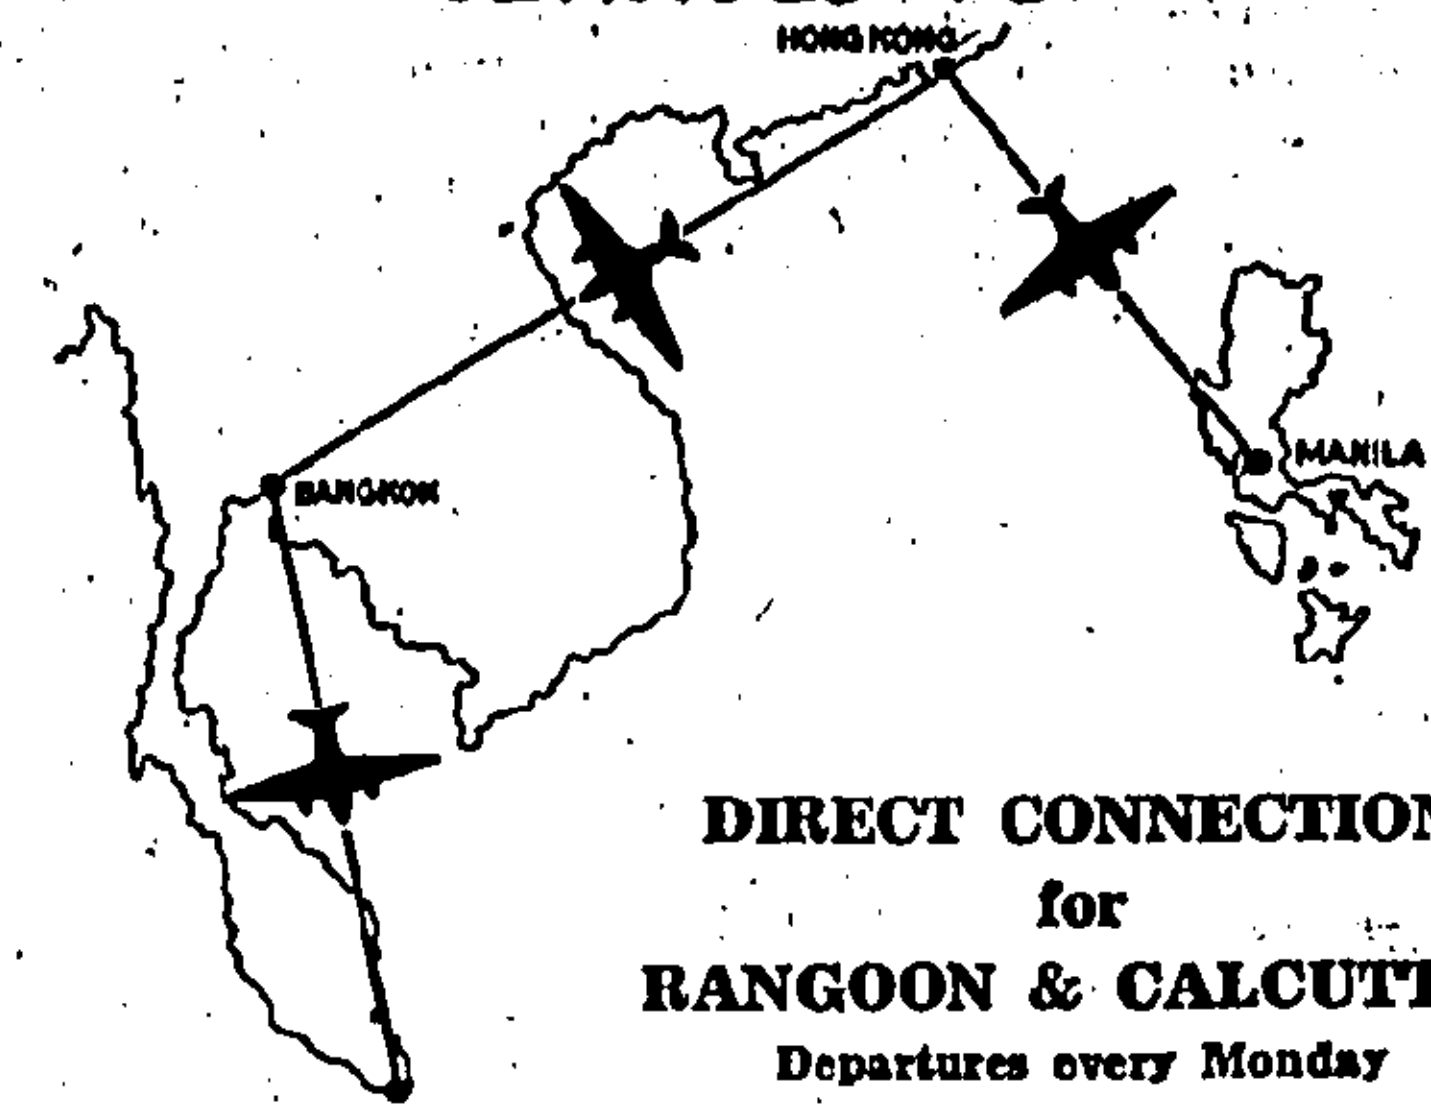 HONG KONG
BANGKOK
MANILA
DIRECT CONNECTION
for
RANGOON & CALCUTT
Departures every Monday